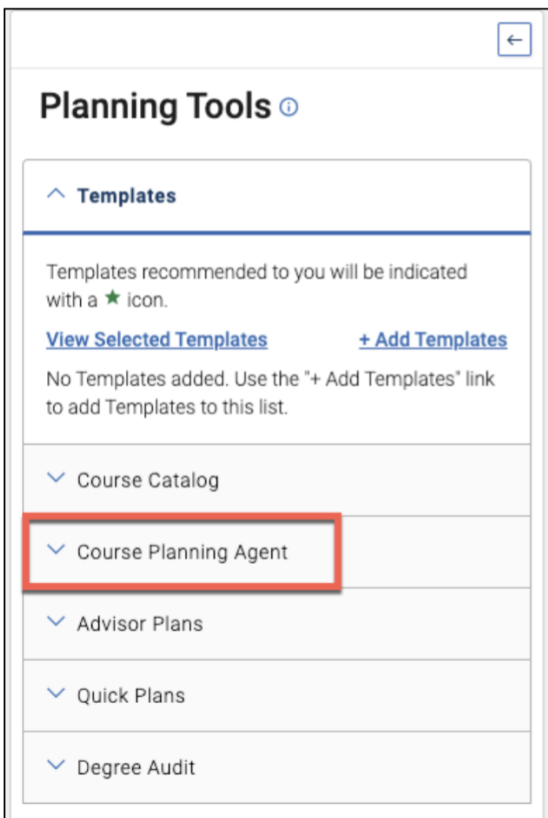 Planning Tools
Templates
Templates recommended to you will be indicated
with a ★ icon.
View Selected Templates + Add Templates
No Templates added. Use the "+ Add Templates" link
to add Templates to this list.
Course Catalog
Course Planning Agent
Advisor Plans
Quick Plans
Degree Audit